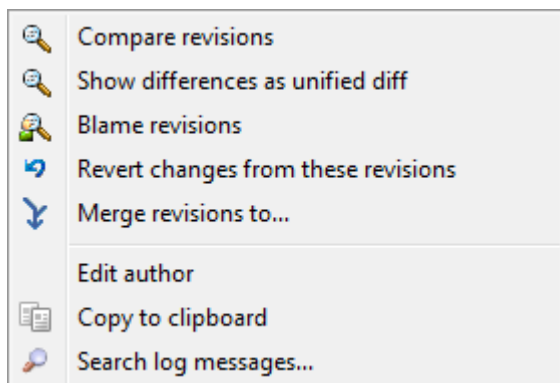 Compare revisions
Show differences as unified diff
Blame revisions
Revert changes from these revisions
Merge revisions to...
Edit author
Copy to clipboard
Search log messages...